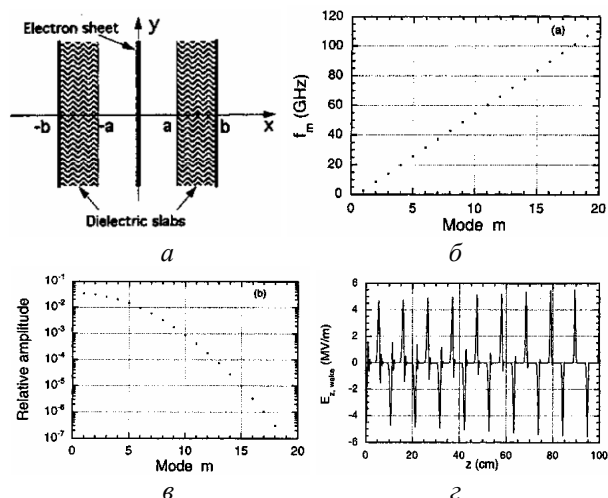 Electron sheet
y
-b
-a
a
b
x
Dielectric slabs
а
(a)
f_m (GHz)
120
100
80
60
40
20
0
0
5
10
15
20
Mode m
б
(b)
Relative amplitude
10^-1
10^-2
10^-3
10^-4
10^-5
10^-6
10^-7
0
5
10
15
20
Mode m
в
E_z, wake (MV/m)
6
4
2
0
-2
-4
-6
0
20
40
60
80
100
z (cm)
г